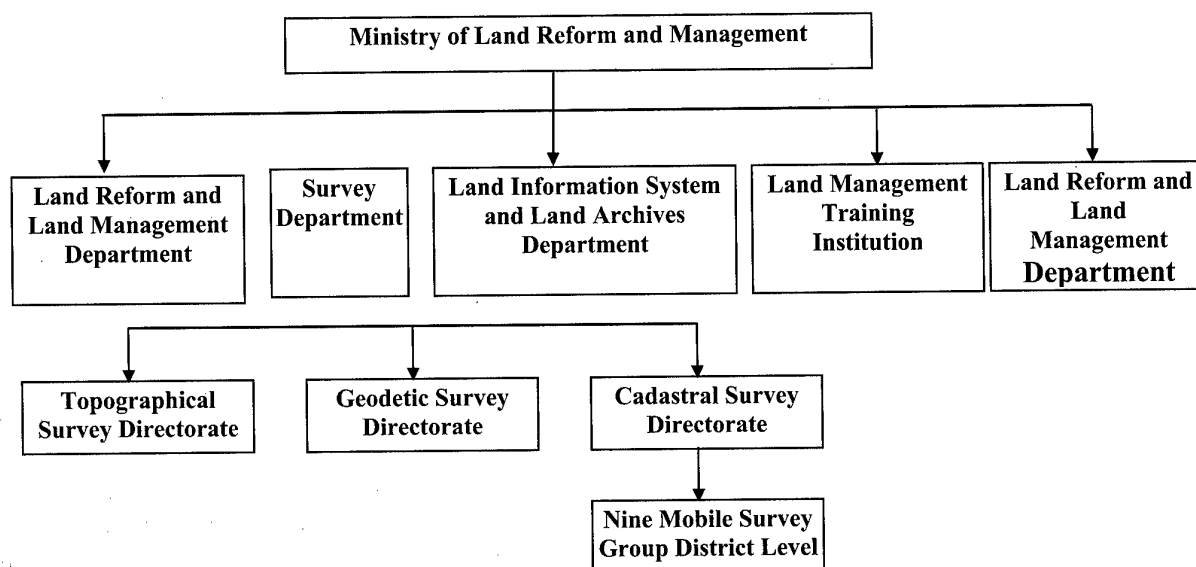 Ministry of Land Reform and Management
Land Reform and
Land Management
Department
Survey
Department
Land Information System
and Land Archives
Department
Land Management
Training
Institution
Land Reform and
Land
Management
Department
Topographical
Survey Directorate
Geodetic Survey
Directorate
Cadastral Survey
Directorate
Nine Mobile Survey
Group District Level